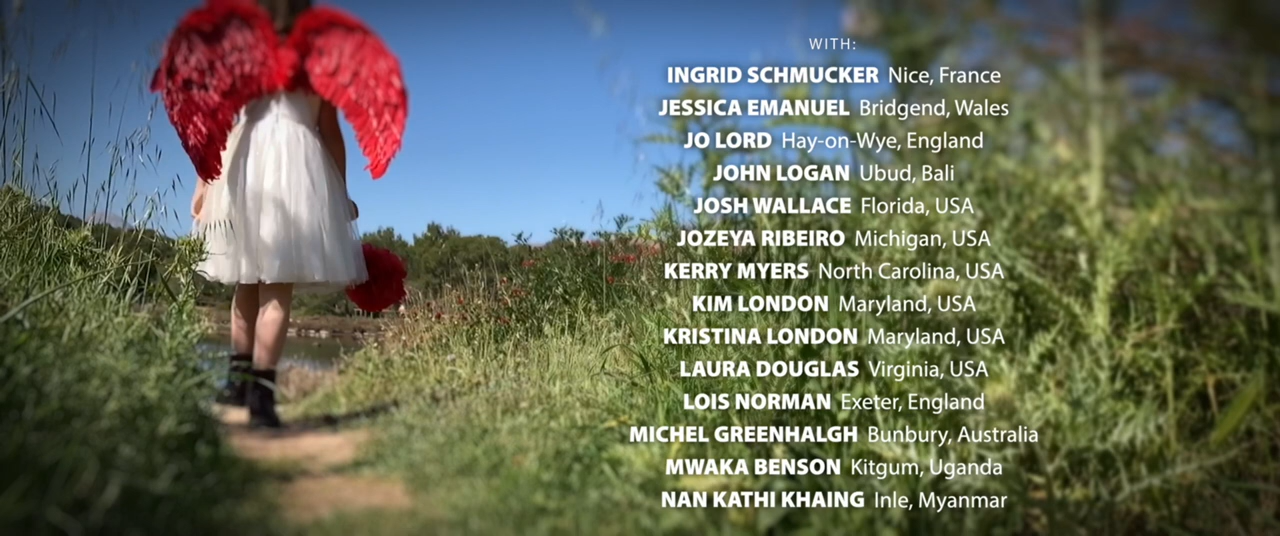 WITH:
INGRID SCHMUCKER Nice, France
JESSICA EMANUEL Bridgend, Wales
JO LORD Hay-on-Wye, England
JOHN LOGAN Ubud, Bali
JOSH WALLACE Florida, USA
JOZEYA RIBEIRO Michigan, USA
KERRY MYERS North Carolina, USA
KIM LONDON Maryland, USA
KRISTINA LONDON Maryland, USA
LAURA DOUGLAS Virginia, USA
LOIS NORMAN Exeter, England
MICHEL GREENHALGH Bunbury, Australia
MWAKA BENSON Kitgum, Uganda
NAN KATHI KHAING Inle, Myanmar